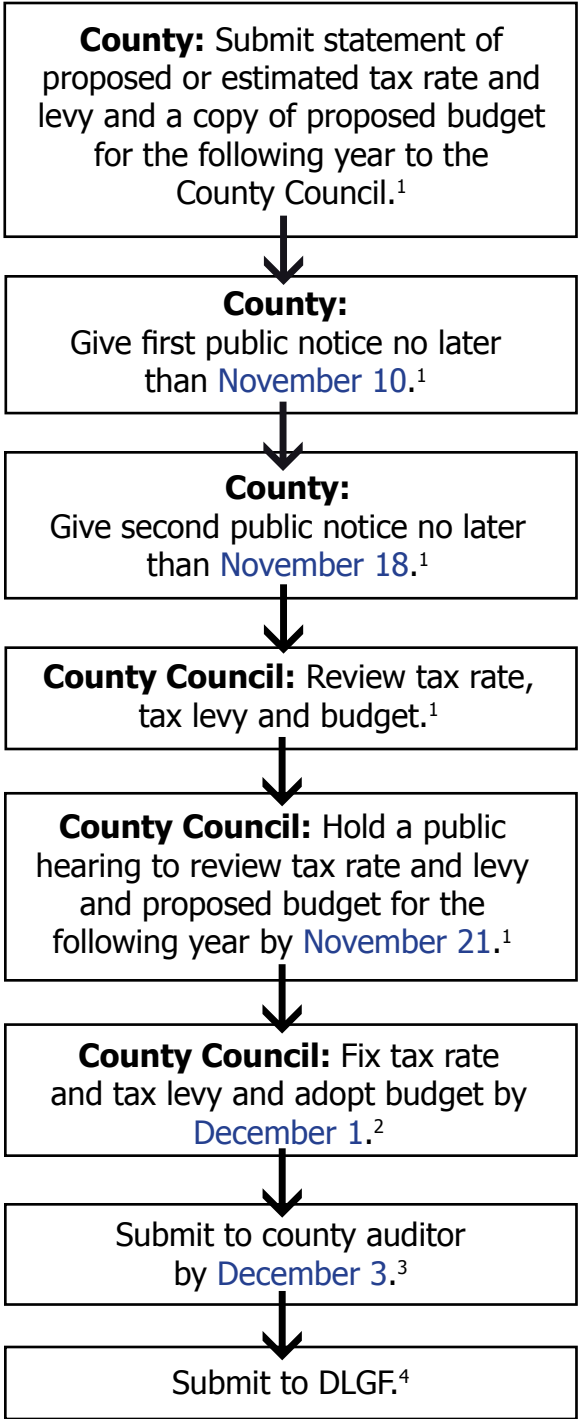 County: Submit statement of
proposed or estimated tax rate and
levy and a copy of proposed budget
for the following year to the
County Council.¹
County:
Give first public notice no later
than November 10.¹
County:
Give second public notice no later
than November 18.¹
County Council: Review tax rate,
tax levy and budget.¹
County Council: Hold a public
hearing to review tax rate and levy
and proposed budget for the
following year by November 21.¹
County Council: Fix tax rate
and tax levy and adopt budget by
December 1.²
Submit to county auditor
by December 3.³
Submit to DLGF.⁴